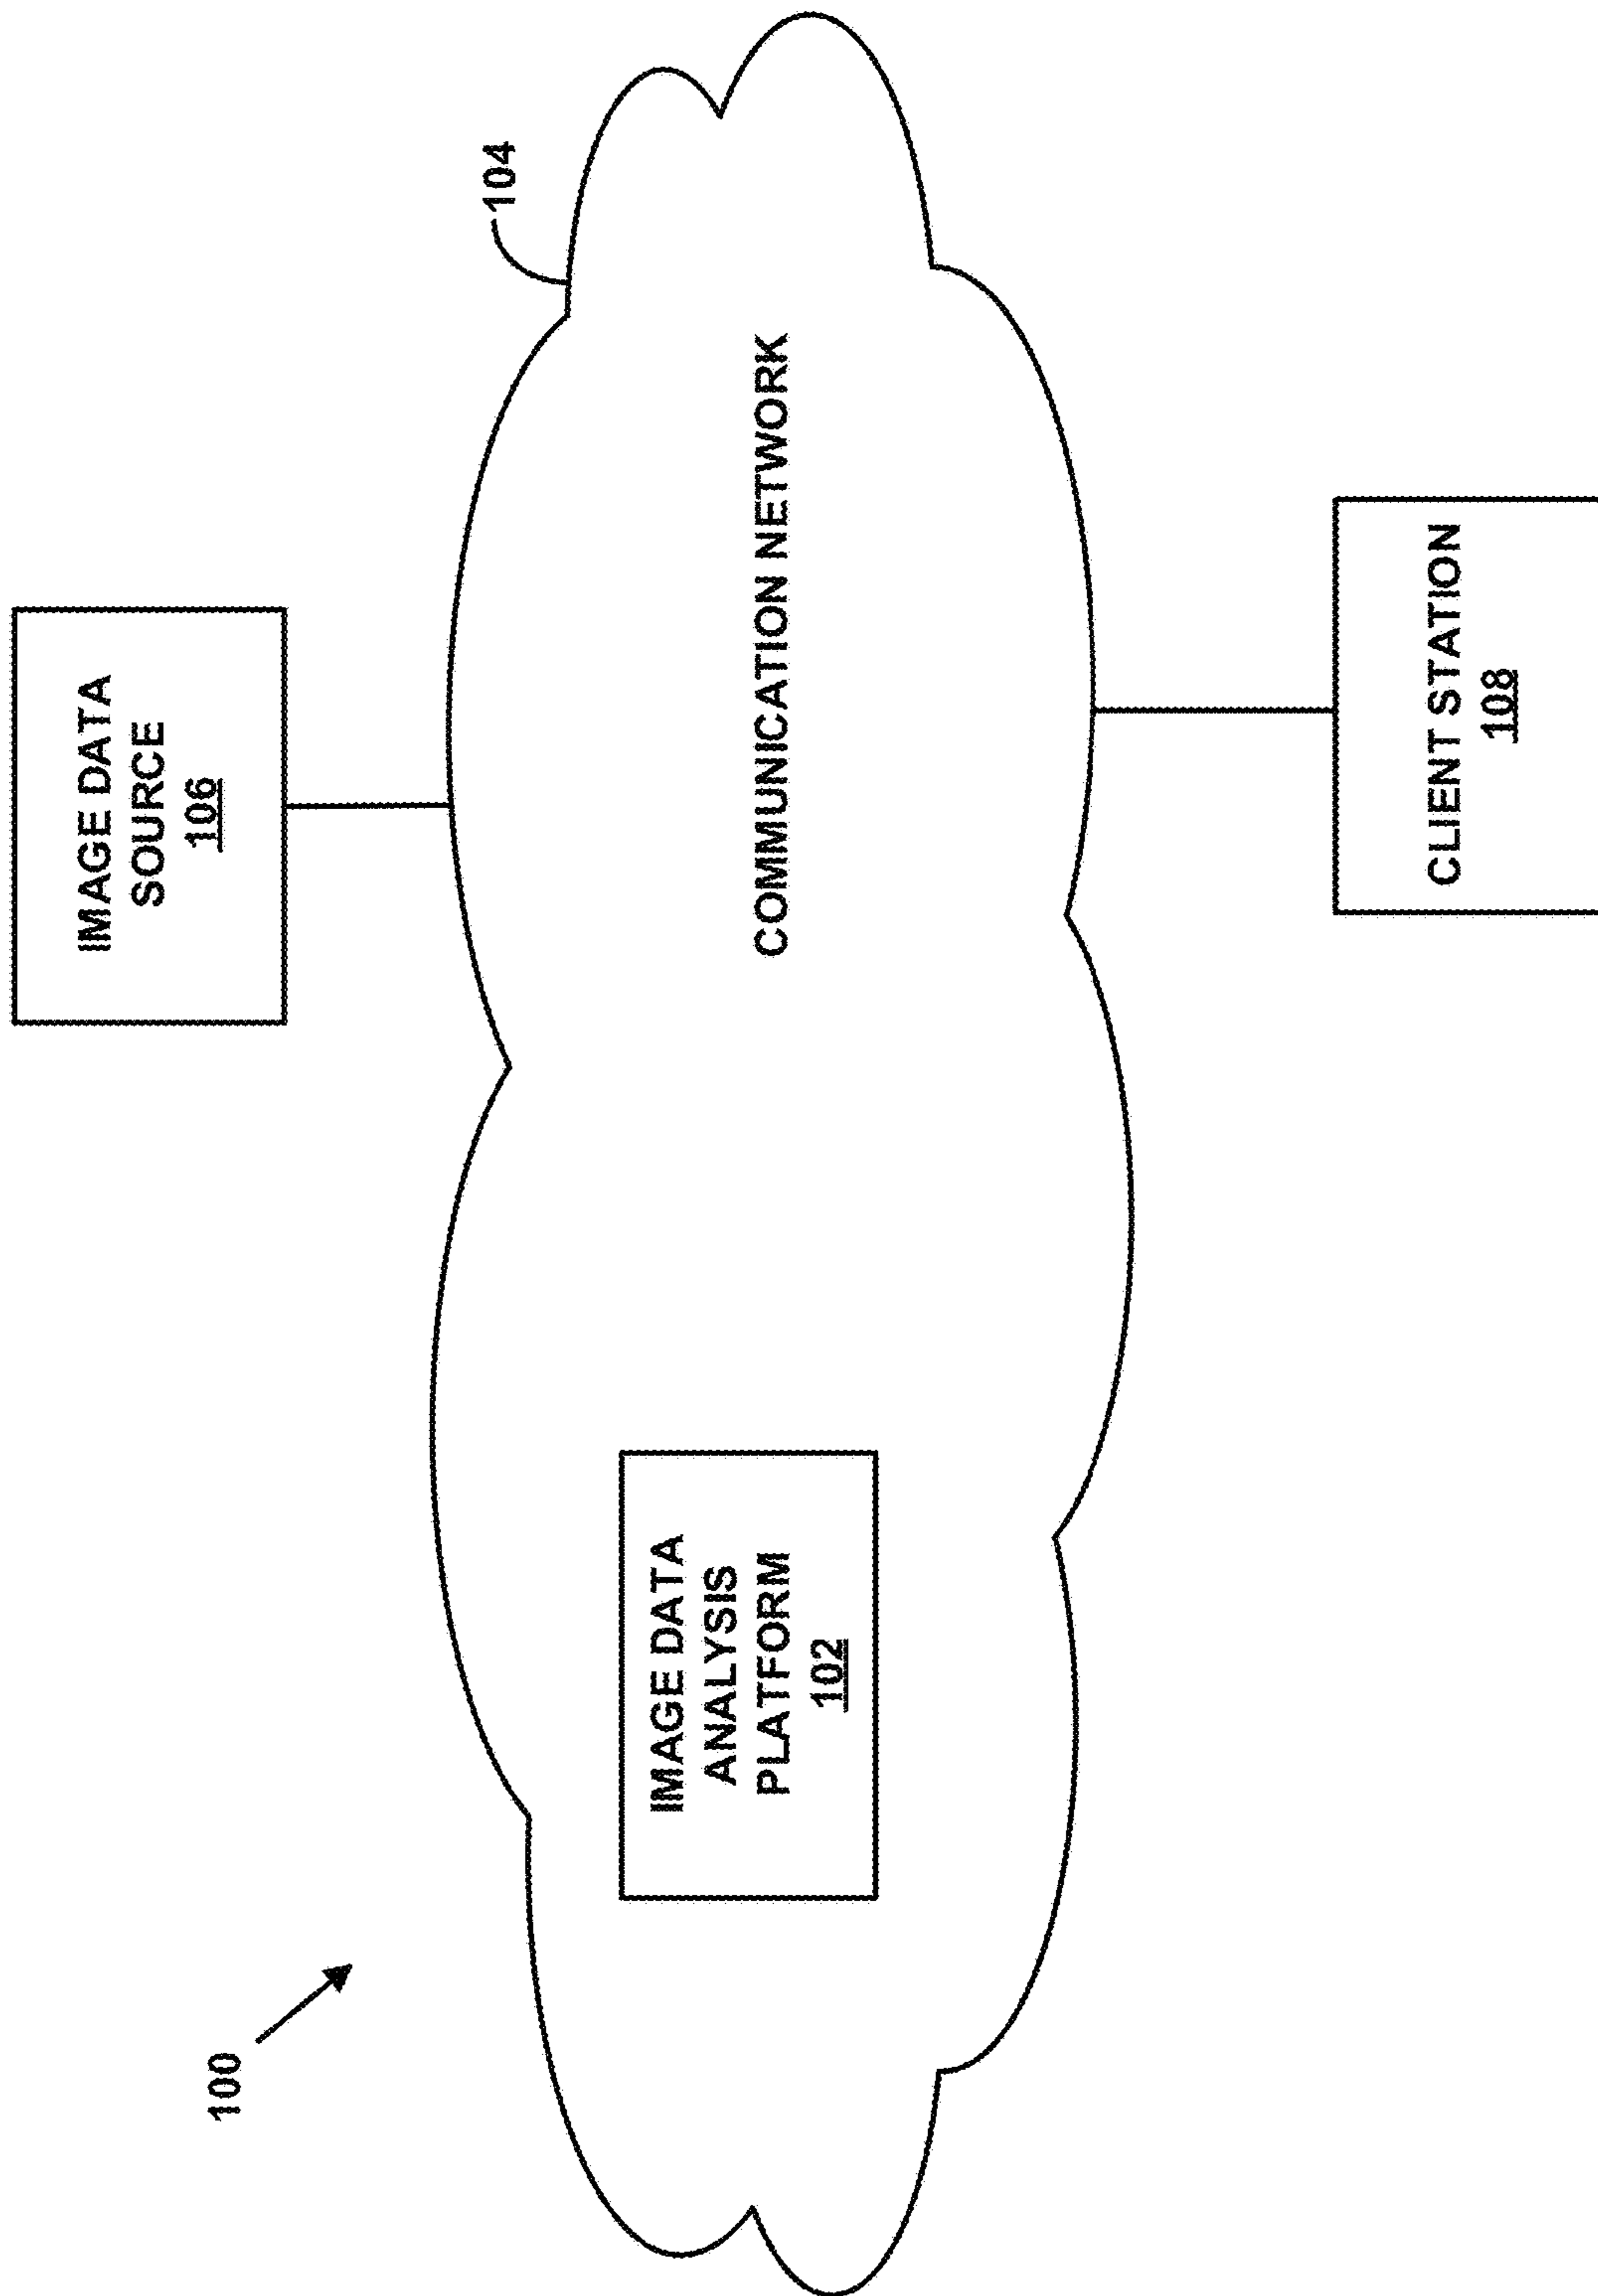 100
IMAGE DATA
SOURCE
106
104
IMAGE DATA
ANALYSIS
PLATFORM
102
COMMUNICATION NETWORK
CLIENT STATION
108